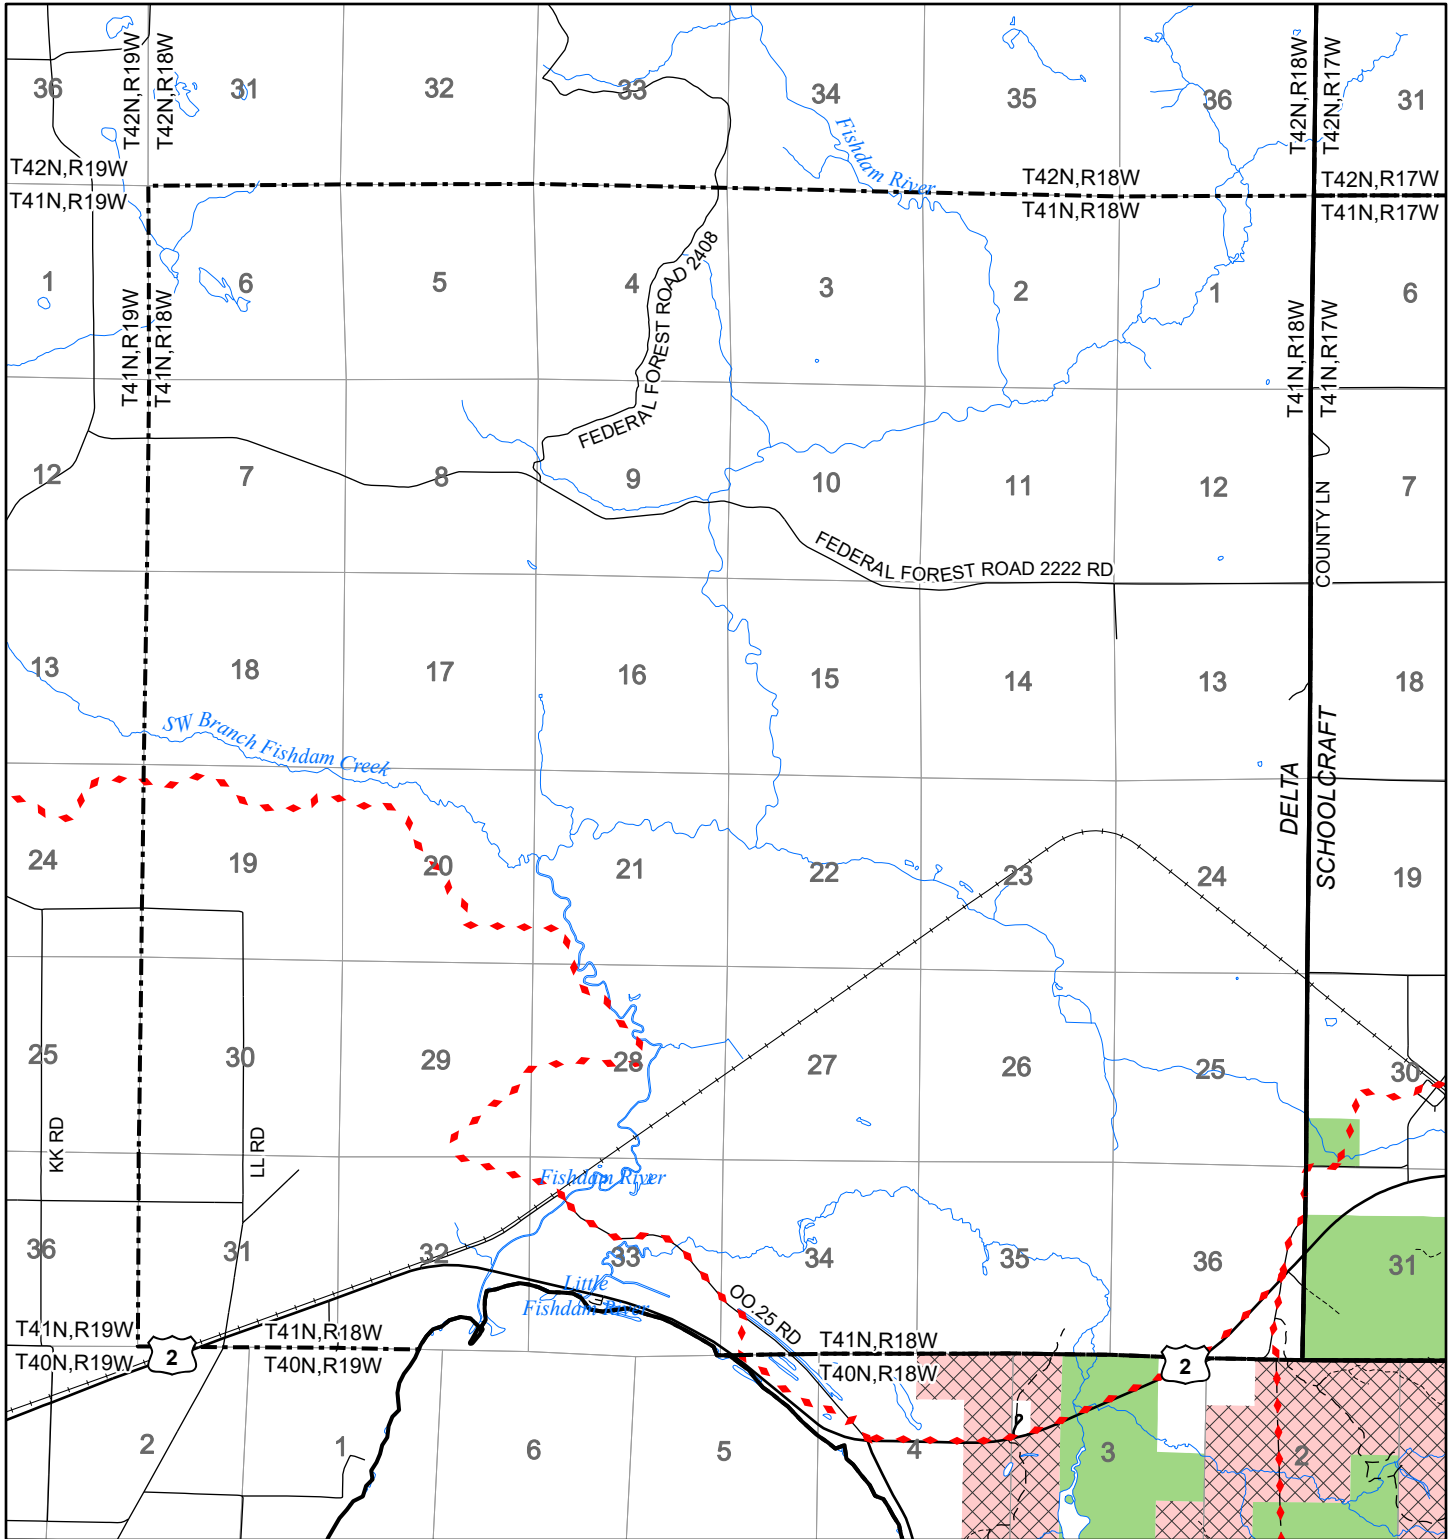 36
31
32
33
34
35
36
31
T42N,R19W
T42N,R18W
T42N,R18W
T42N,R17W
Fishdam River
T42N,R19W
T41N,R19W
T42N,R18W
T41N,R18W
T42N,R17W
T41N,R17W
1
6
5
4
3
2
1
6
T41N,R19W
T41N,R18W
T41N,R18W
T41N,R17W
FEDERAL FOREST ROAD 2408
12
7
8
9
10
11
12
7
COUNTY LN
FEDERAL FOREST ROAD 2222 RD
13
18
17
16
15
14
13
18
SW Branch Fishdam Creek
DELTA
SCHOOLCRAFT
24
19
20
21
22
23
24
19
25
30
29
28
27
26
25
30
KK RD
LL RD
Fishdam River
36
31
32
33
34
35
36
31
Little
Fishdam River
OO.25 RD
T41N,R19W
T40N,R19W
2
T41N,R18W
T40N,R19W
T41N,R18W
T40N,R18W
2
2
1
6
5
4
3
2